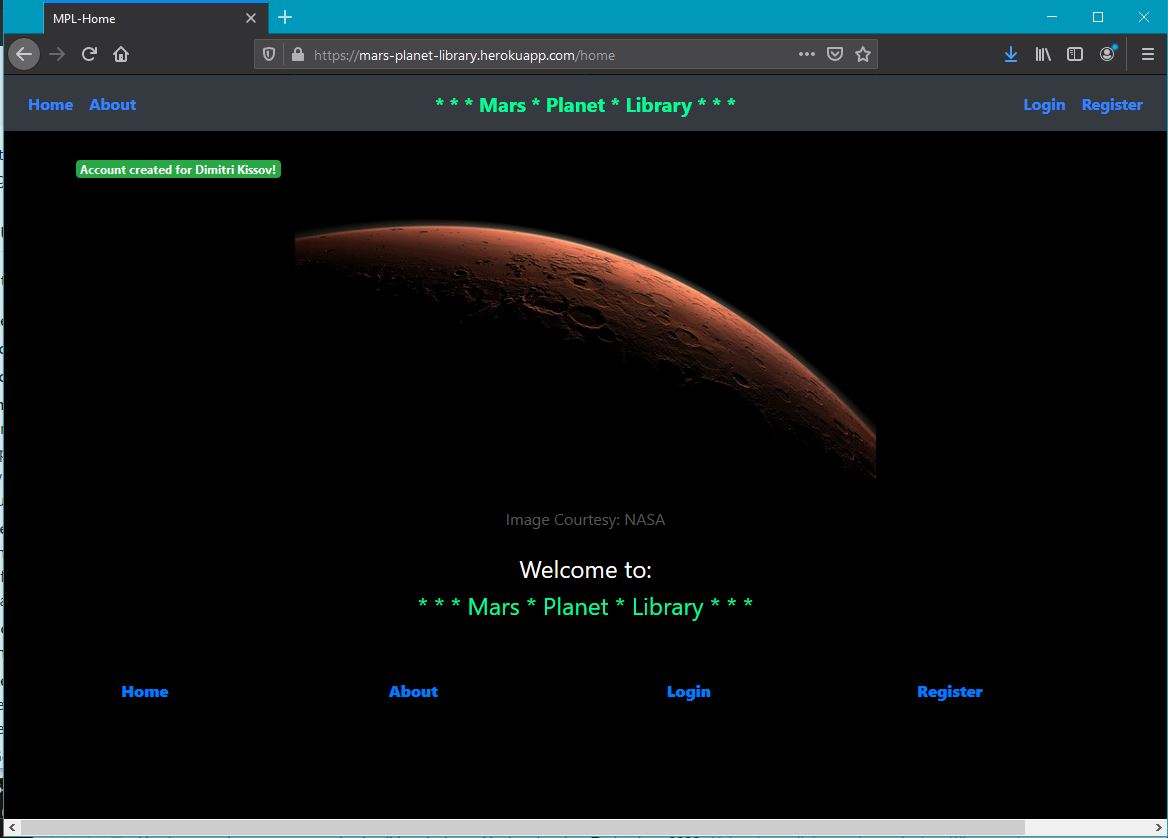 MPL-Home
https://mars-planet-library.herokuapp.com/home
Home About * * * Mars * Planet * Library * * * Login Register
Account created for Dimitri Kissov!
Image Courtesy: NASA
Welcome to:
* * * Mars * Planet * Library * * *
Home About Login Register